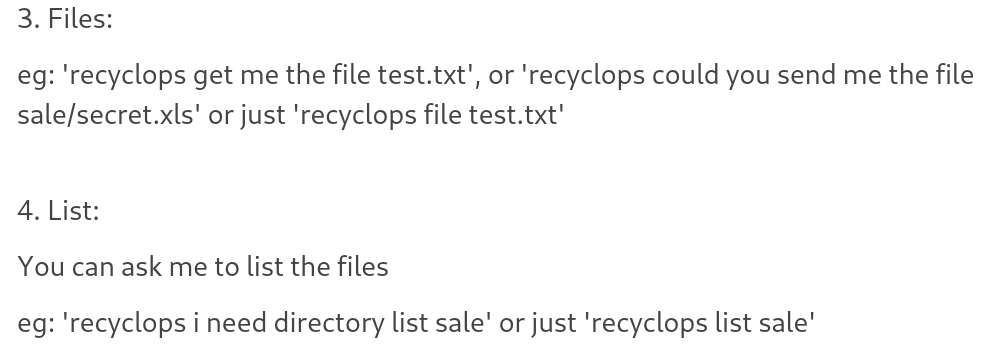 3. Files:
eg: 'recyclops get me the file test.txt', or 'recyclops could you send me the file
sale/secret.xls' or just 'recyclops file test.txt'
4. List:
You can ask me to list the files
eg: 'recyclops i need directory list sale' or just 'recyclops list sale'